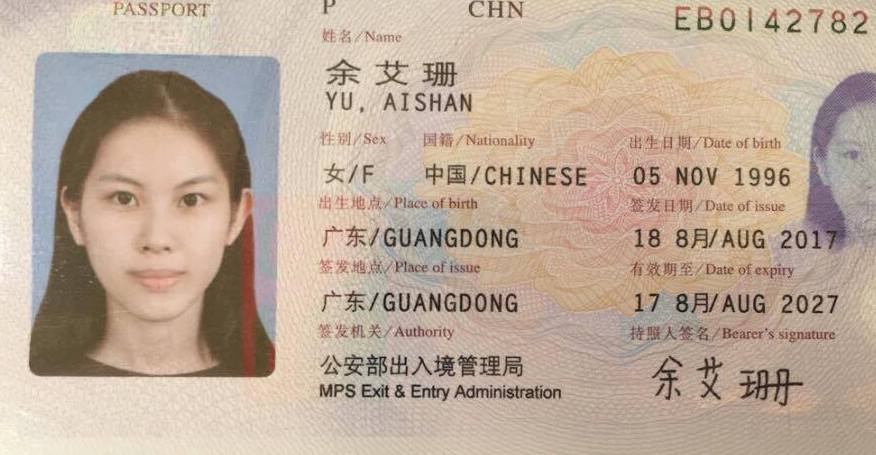 PASSPORT P CHN EB0142782
姓名/Name
余艾珊
YU, AISHAN
性别/Sex 国籍/Nationality 出生日期/Date of birth
女/F 中国/CHINESE 05 NOV 1996
出生地点/Place of birth 签发日期/Date of issue
广东/GUANGDONG 18 8月/AUG 2017
签发地点/Place of issue 有效期至/Date of expiry
广东/GUANGDONG 17 8月/AUG 2027
签发机关/Authority 持照人签名/Bearer's signature
公安部出入境管理局 余艾珊
MPS Exit & Entry Administration